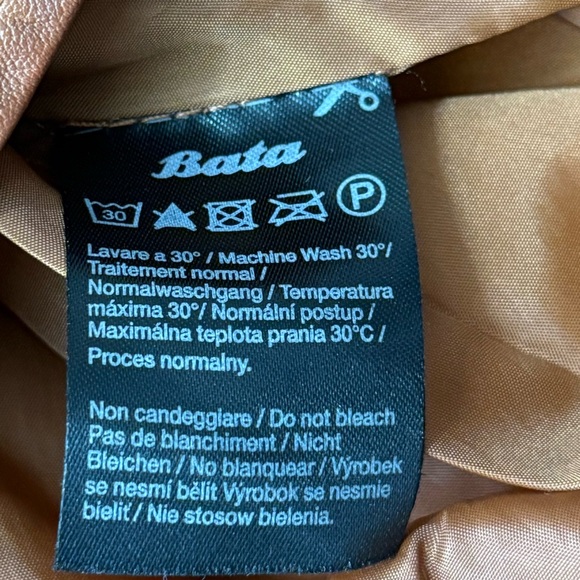 Bata
30 P
Lavare a 30° / Machine Wash 30°/
Traitement normal /
Normalwaschgang / Temperatura
máxima 30°/ Normální postup /
Maximálna teplota prania 30°C /
Proces normalny.
Non candeggiare / Do not bleach
Pas de blanchiment / Nicht
Bleichen / No blanquear / Výrobek
se nesmí bělit Výrobok se nesmie
bieliť / Nie stosow bielenia.